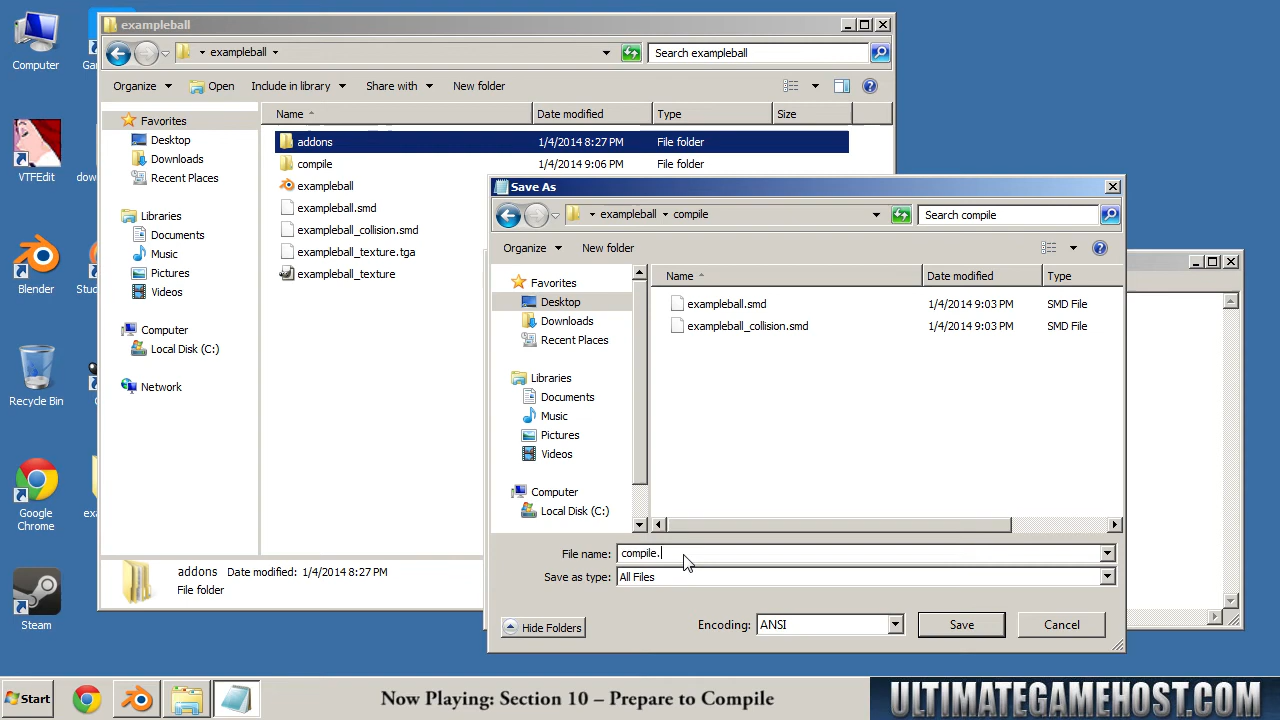 exampleball
exampleball
Search exampleball
Organize
Open
Include in library
Share with
New folder
Name
Date modified
Type
Size
Favorites
Desktop
Downloads
Recent Places
Libraries
Documents
Music
Pictures
Videos
Computer
Local Disk (C:)
Network
addons 1/4/2014 8:27 PM File folder
compile 1/4/2014 9:06 PM File folder
exampleball
exampleball.smd
exampleball_collision.smd
exampleball_texture.tga
exampleball_texture
addons Date modified: 1/4/2014 8:27 PM
File folder
Computer
VTFEdit
Blender
Recycle Bin
Google
Chrome
Steam
Save As
exampleball compile
Search compile
Organize
New folder
Favorites
Desktop
Downloads
Recent Places
Libraries
Documents
Music
Pictures
Videos
Computer
Local Disk (C:)
Name
Date modified
Type
exampleball.smd 1/4/2014 9:03 PM SMD File
exampleball_collision.smd 1/4/2014 9:03 PM SMD File
File name: compile.
Save as type: All Files
Hide Folders
Encoding: ANSI
Save
Cancel
Start
Now Playing: Section 10 – Prepare to Compile
ULTIMATEGAMEHOST.COM